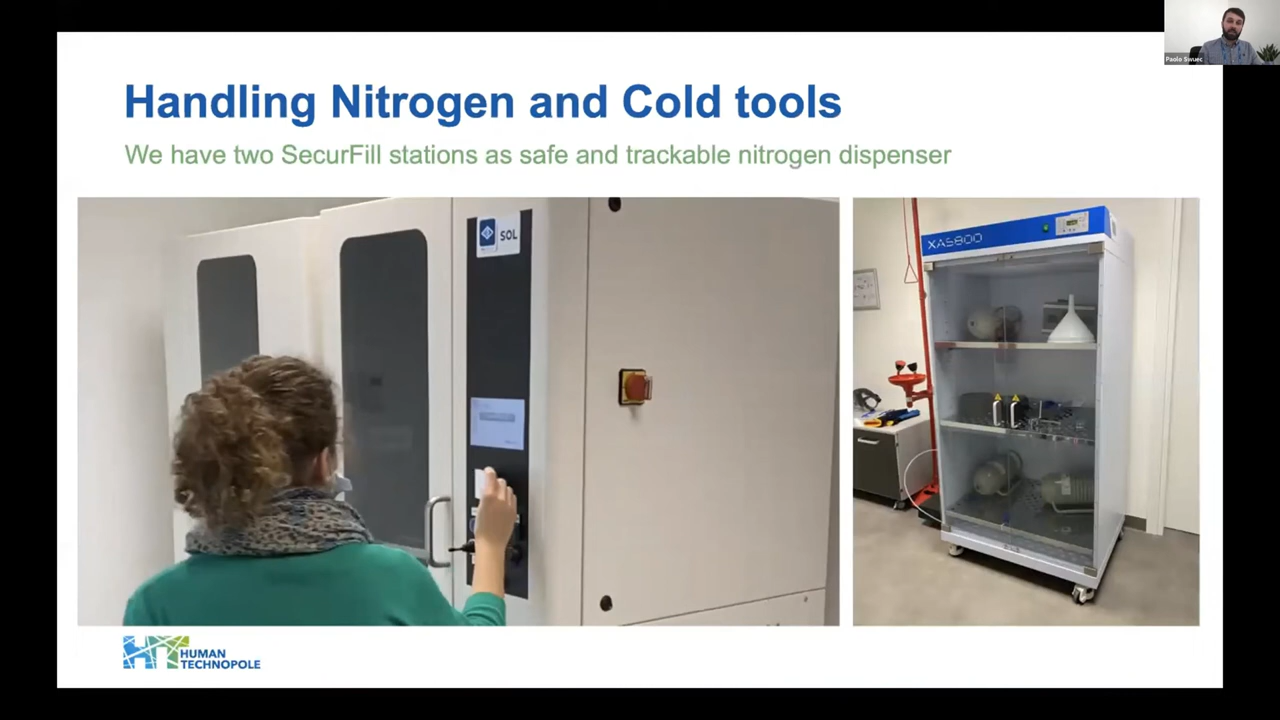 Handling Nitrogen and Cold tools
We have two SecurFill stations as safe and trackable nitrogen dispenser
SOL
XAS800
HUMAN
TECHNOPOLE